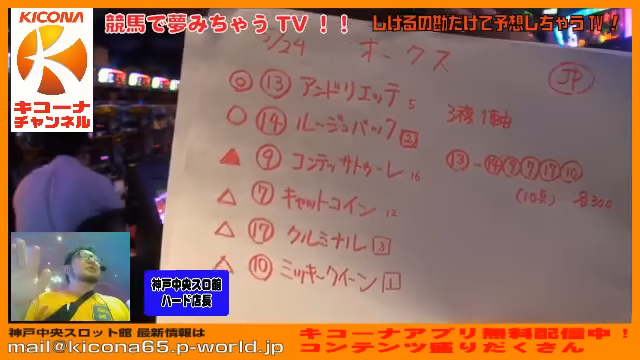 KICONA
キコーナ
チャンネル
競馬で夢みちゃうTV!!
しげるの勘だけで予想しちゃうTV!
5/24 オークス
JP
◎ ⑬ アンドリエッテ 5
○ ⑭ ルージュバック 2
▲ ⑨ コンテッサトゥーレ 16
△ ⑦ キャットコイン 12
△ ⑰ クルミナル 3
△ ⑩ ミッキークイーン 1
3複1軸
⑬-⑭⑨⑦⑰⑩
(10点) 各300
神戸中央スロ館
ハード店長
神戸中央スロット館 最新情報は
mail@kicona65.p-world.jp
キコーナアプリ無料配信中!
コンテンツ盛りだくさん